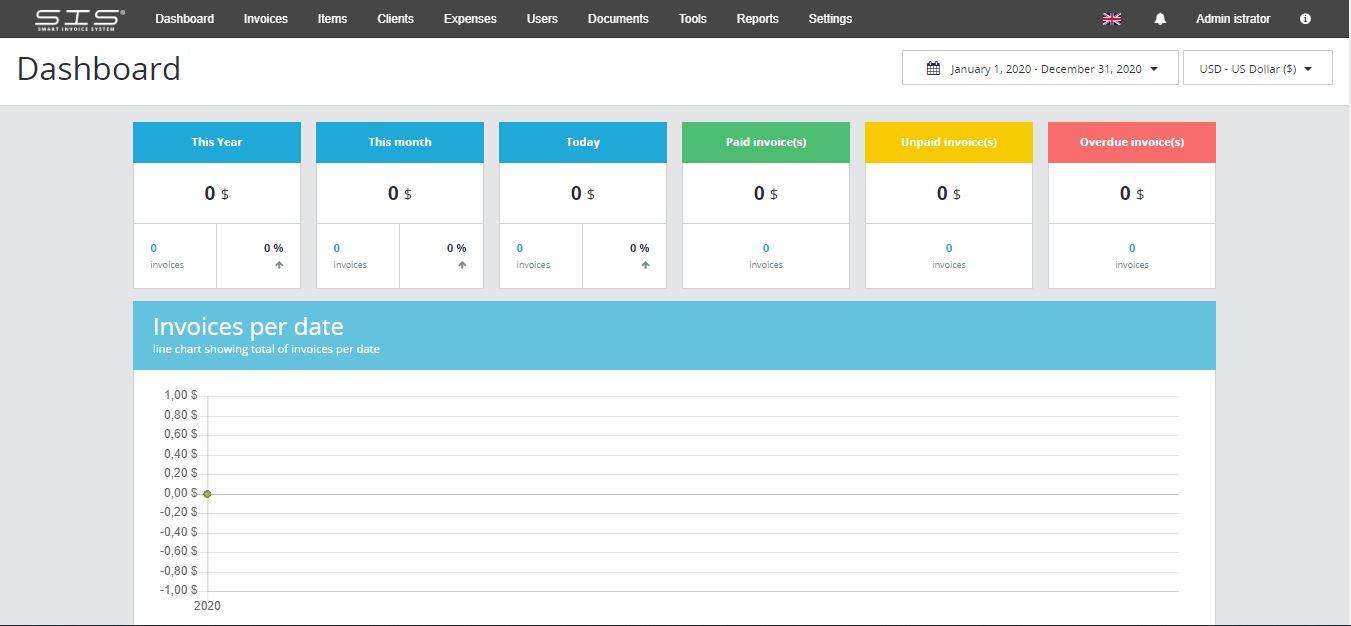 SIS®
SMART INVOICE SYSTEM
Dashboard Invoices Items Clients Expenses Users Documents Tools Reports Settings Admin istrator
Dashboard
January 1, 2020 - December 31, 2020
USD - US Dollar ($)
This Year This month Today Paid invoice(s) Unpaid invoice(s) Overdue invoice(s)
0 $ 0 $ 0 $ 0 $ 0 $ 0 $
0 0 % 0 0 % 0 0 % 0 0 0
invoices invoices invoices invoices invoices invoices
Invoices per date
line chart showing total of invoices per date
1,00 $
0,80 $
0,60 $
0,40 $
0,20 $
0,00 $
-0,20 $
-0,40 $
-0,60 $
-0,80 $
-1,00 $
2020